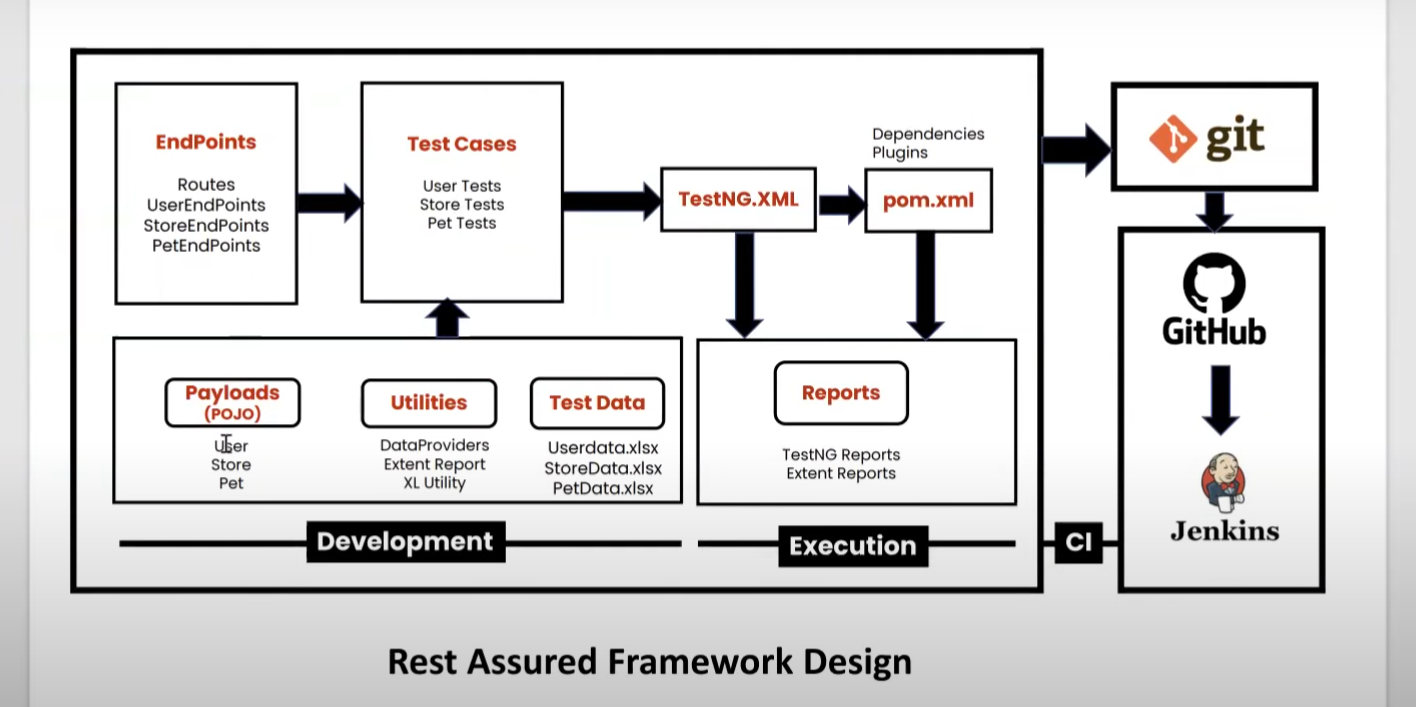 EndPoints
Routes
UserEndPoints
StoreEndPoints
PetEndPoints
Test Cases
User Tests
Store Tests
Pet Tests
TestNG.XML
Dependencies
Plugins
pom.xml
git
GitHub
Jenkins
Payloads
(POJO)
User
Store
Pet
Utilities
DataProviders
Extent Report
XL Utility
Test Data
Userdata.xlsx
StoreData.xlsx
PetData.xlsx
Reports
TestNG Reports
Extent Reports
Development
Execution
CI
Rest Assured Framework Design